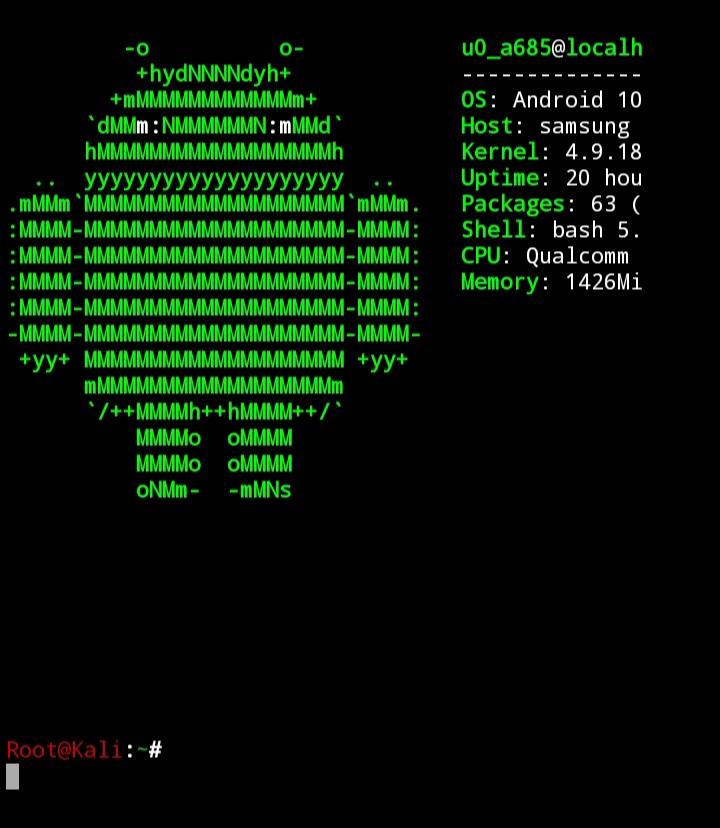 u0_a685@localh
--------------
OS: Android 10
Host: samsung
Kernel: 4.9.18
Uptime: 20 hou
Packages: 63 (
Shell: bash 5.
CPU: Qualcomm
Memory: 1426Mi
-o          o-
+hydNNNNdyh+
+mMMMMMMMMMMMMm+
`dMMm:NMMMMMMN:mMMd`
hMMMMMMMMMMMMMMMMMMh
..  yyyyyyyyyyyyyyyyyyyy  ..
.mMMm`MMMMMMMMMMMMMMMMMMMM`mMMm.
:MMMM-MMMMMMMMMMMMMMMMMMMM-MMMM:
:MMMM-MMMMMMMMMMMMMMMMMMMM-MMMM:
:MMMM-MMMMMMMMMMMMMMMMMMMM-MMMM:
:MMMM-MMMMMMMMMMMMMMMMMMMM-MMMM:
-MMMM-MMMMMMMMMMMMMMMMMMMM-MMMM-
+yy+ MMMMMMMMMMMMMMMMMMMM +yy+
mMMMMMMMMMMMMMMMMMMm
`/++MMMMh++hMMMM++/`
MMMMo  oMMMM
MMMMo  oMMMM
oNMm-  -mMNs
Root@Kali:~#